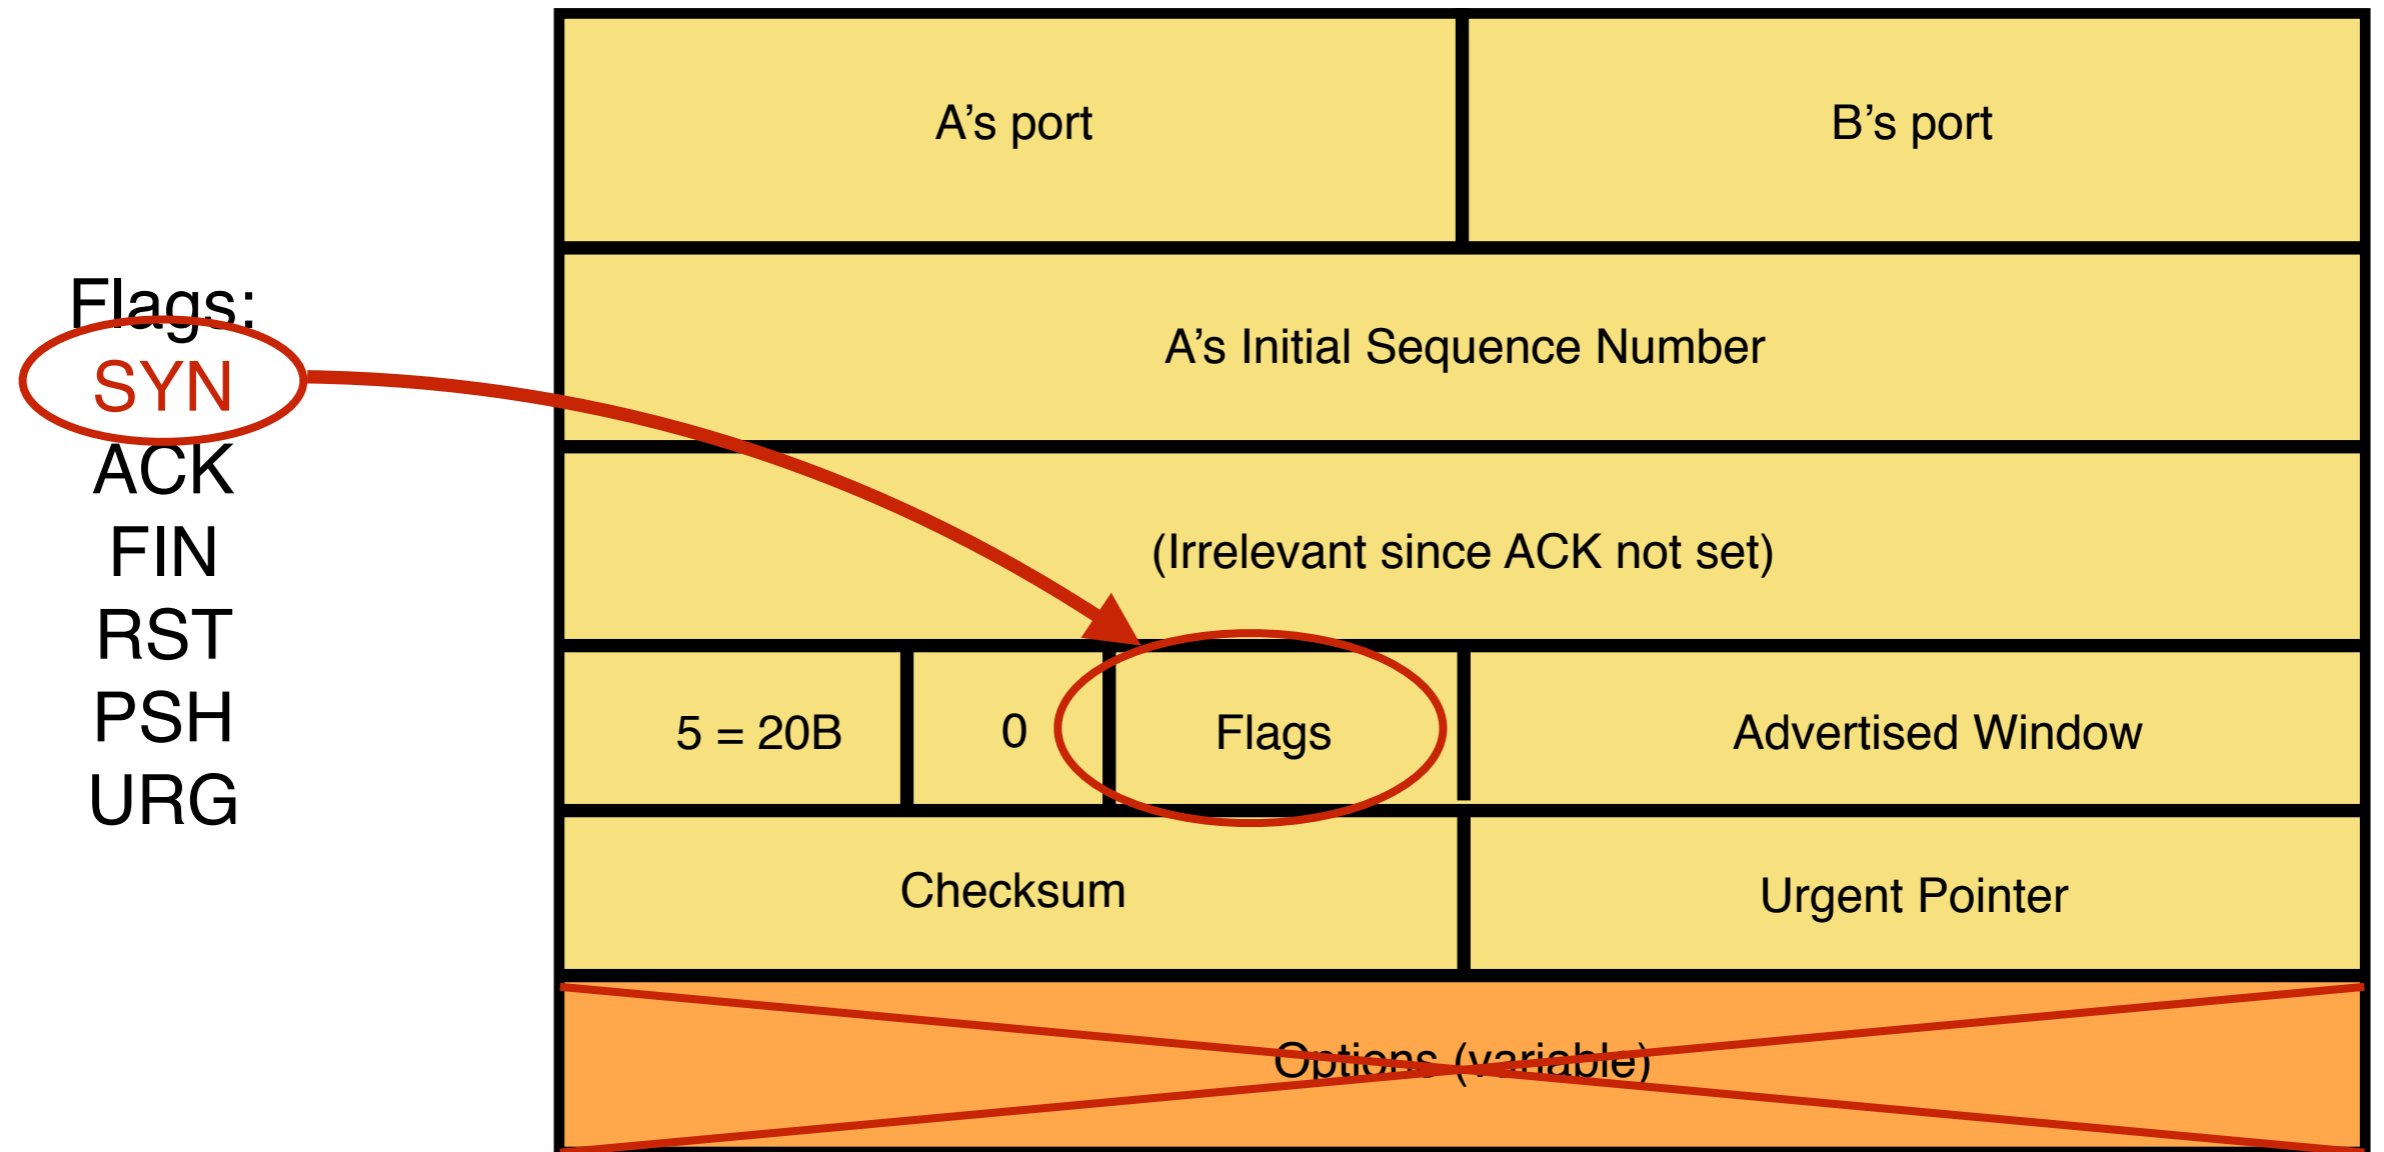 Flags:
SYN
ACK
FIN
RST
PSH
URG
A's port
B's port
A's Initial Sequence Number
(Irrelevant since ACK not set)
5 = 20B
0
Flags
Advertised Window
Checksum
Urgent Pointer
Options (variable)